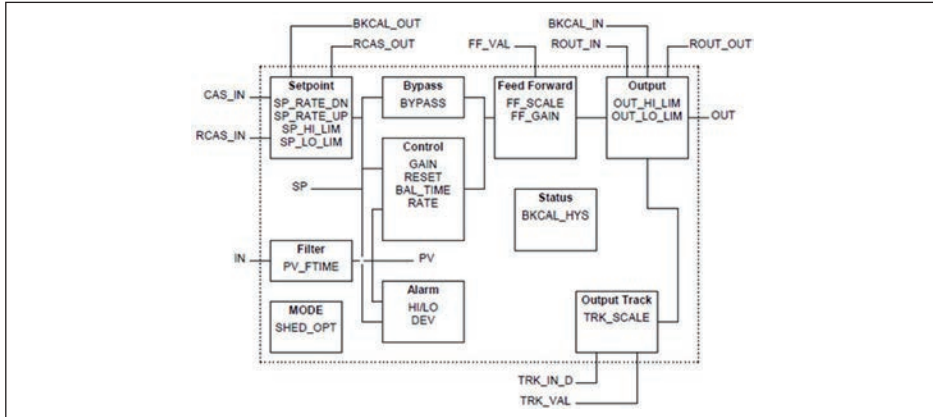 BKCAL_OUT
RCAS_OUT
FF_VAL
BKCAL_IN
ROUT_IN
ROUT_OUT
CAS_IN
RCAS_IN
Setpoint
SP_RATE_DN
SP_RATE_UP
SP_HI_LIM
SP_LO_LIM
Bypass
BYPASS
Feed Forward
FF_SCALE
FF_GAIN
Output
OUT_HI_LIM
OUT_LO_LIM
OUT
Control
GAIN
RESET
BAL_TIME
RATE
SP
Status
BKCAL_HYS
IN
Filter
PV_FTIME
PV
MODE
SHED_OPT
Alarm
HI/LO
DEV
Output Track
TRK_SCALE
TRK_IN_D
TRK_VAL